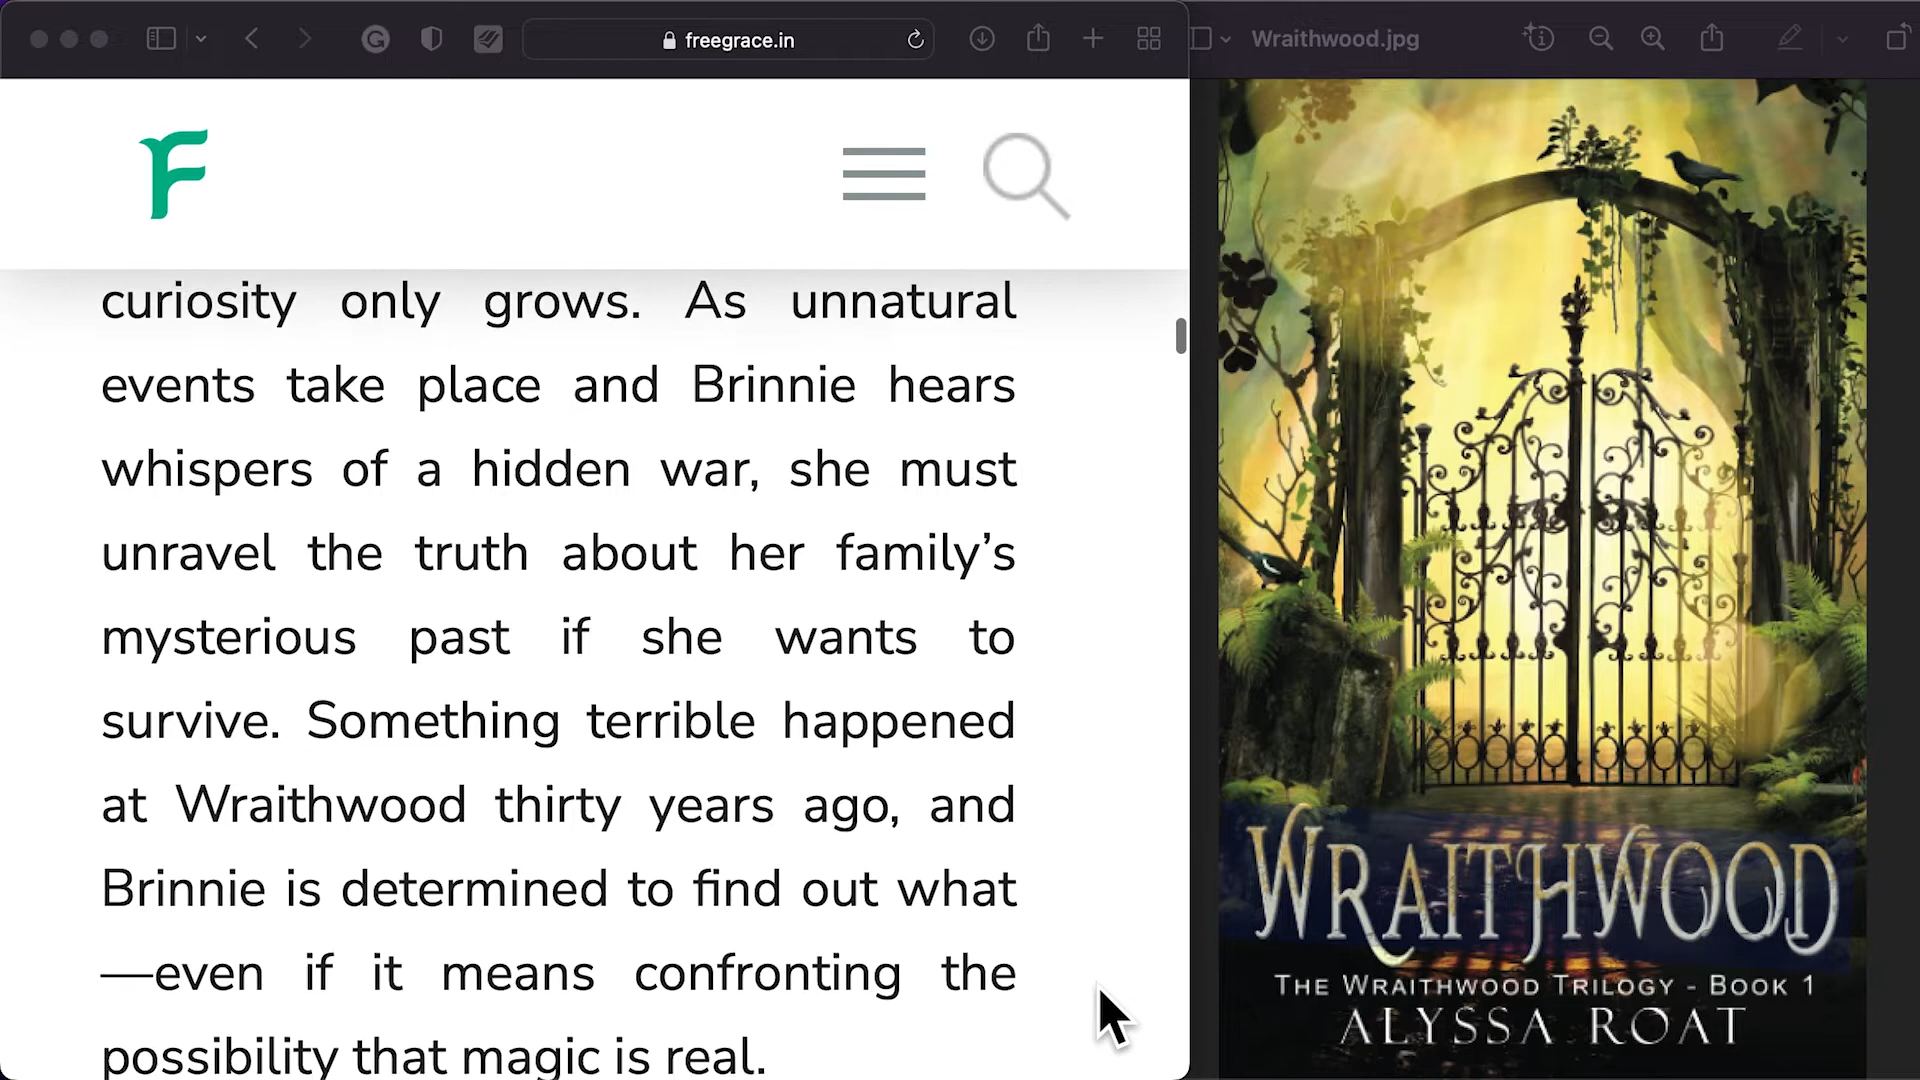 freegrace.in
Wraithwood.jpg
F
curiosity only grows. As unnatural
events take place and Brinnie hears
whispers of a hidden war, she must
unravel the truth about her family’s
mysterious past if she wants to
survive. Something terrible happened
at Wraithwood thirty years ago, and
Brinnie is determined to find out what
—even if it means confronting the
possibility that magic is real.
WRAITHWOOD
THE WRAITHWOOD TRILOGY - BOOK 1
ALYSSA ROAT